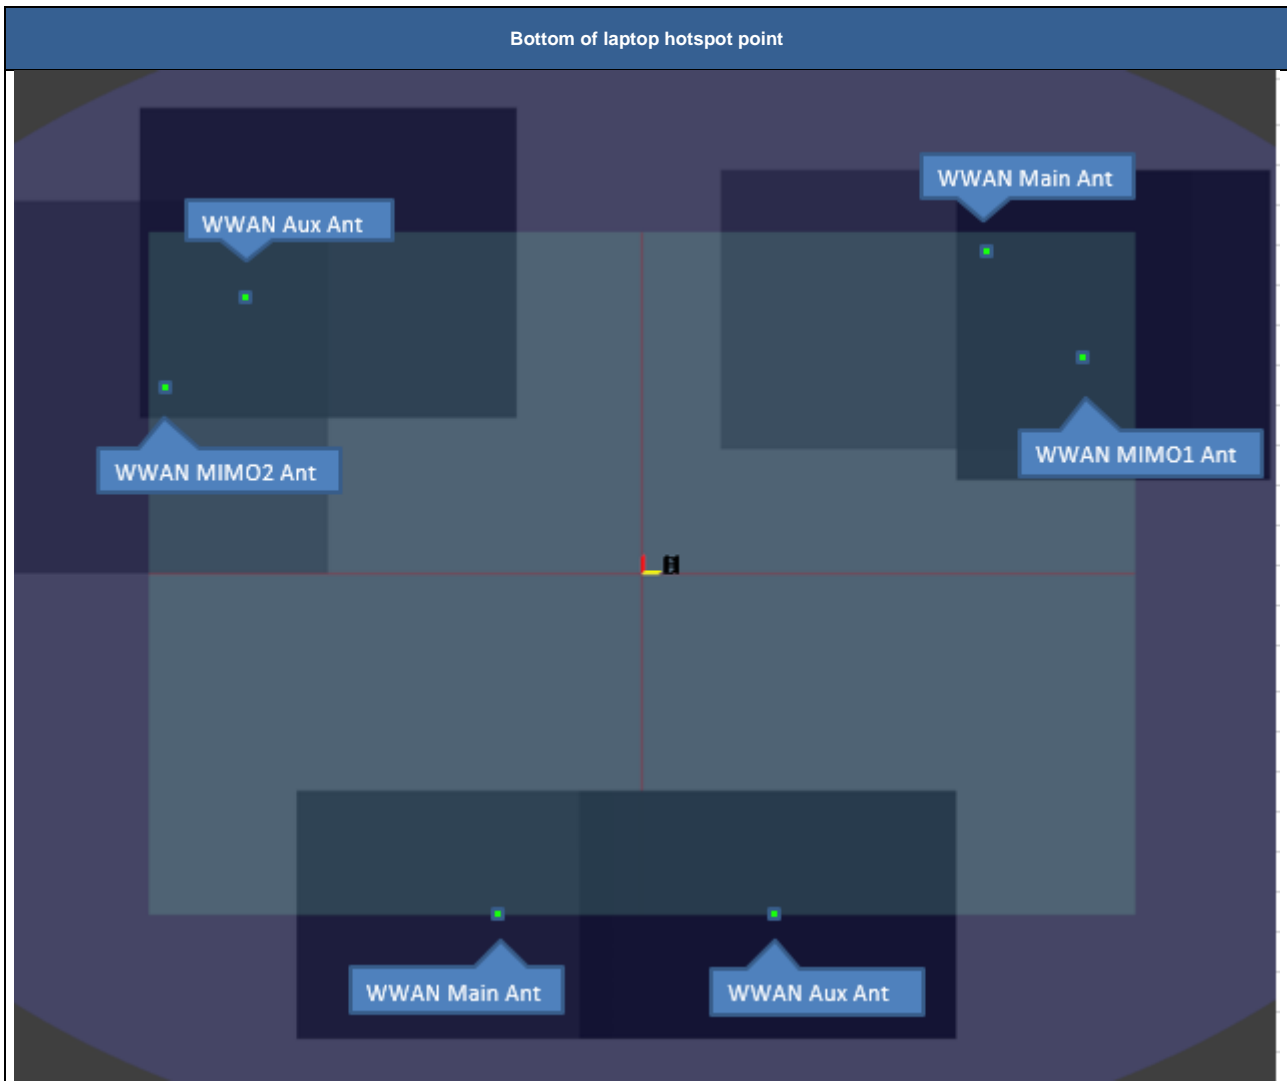 Bottom of laptop hotspot point
WWAN Main Ant
WWAN Aux Ant
WWAN MIMO1 Ant
WWAN MIMO2 Ant
WWAN Main Ant
WWAN Aux Ant